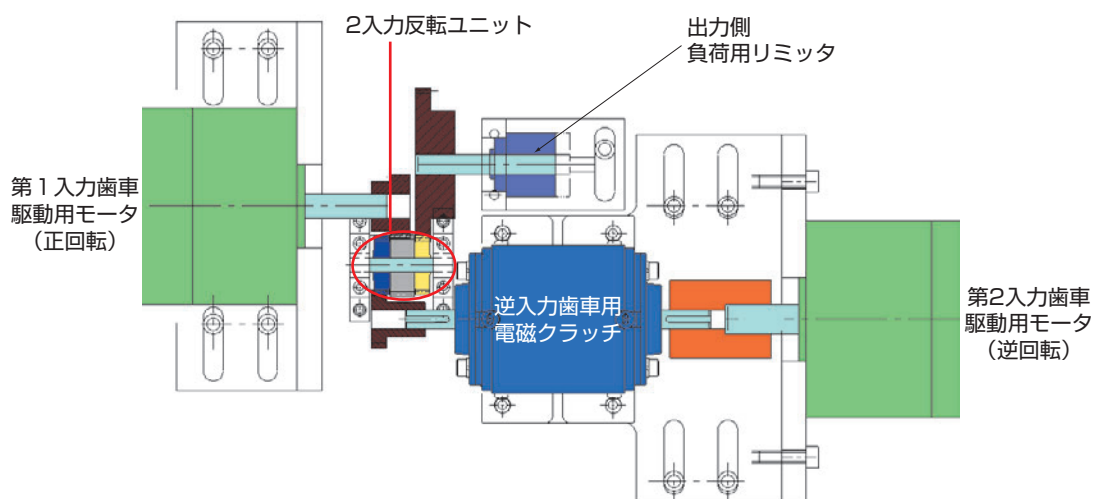 2入力反転ユニット
出力側
負荷用リミッタ
第1入力歯車
駆動用モータ
（正回転）
逆入力歯車用
電磁クラッチ
第2入力歯車
駆動用モータ
（逆回転）